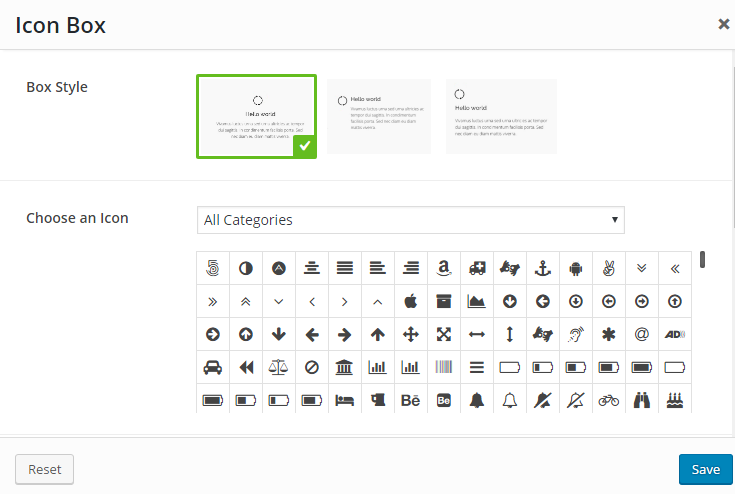 Icon Box
Box Style
Hello world
Hello world
Hello world
Choose an Icon
All Categories
Reset
Save